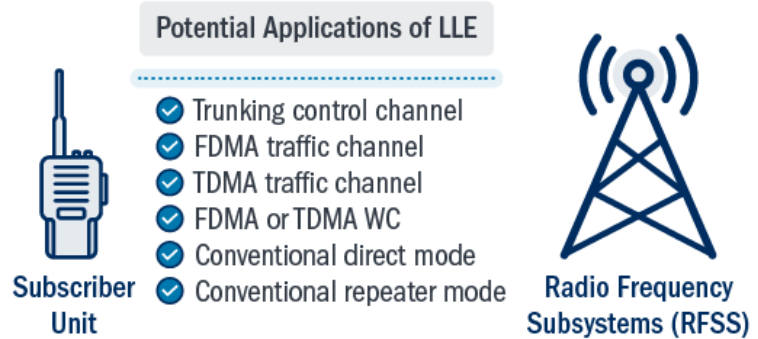 Potential Applications of LLE
Trunking control channel
FDMA traffic channel
TDMA traffic channel
FDMA or TDMA WC
Conventional direct mode
Conventional repeater mode
Subscriber
Unit
Radio Frequency
Subsystems (RFSS)